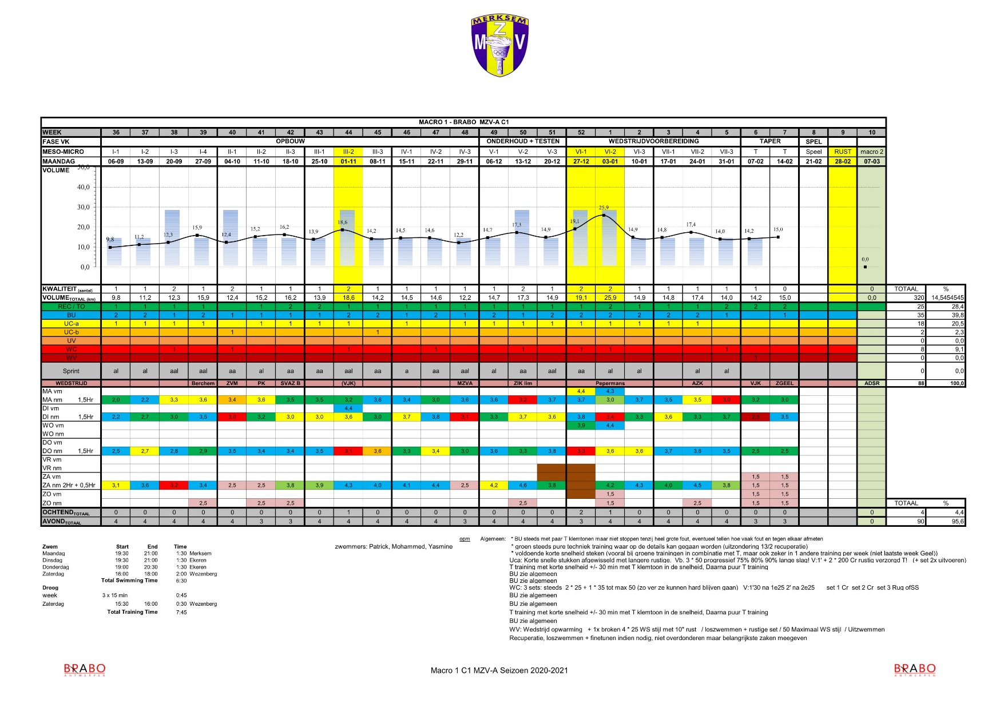 MERKSEM
Z
M V
A
MACRO 1 - BRABO MZV-A C1
WEEK 36 37 38 39 40 41 42 43 44 45 46 47 49 50 51 52 1 2 3 4 5 6 7 8 9 10
FASE VK OPBOUW ONDERHOUD + TESTEN WEDSTRIJDVOORBEREIDING TAPER SPEL
MESO-MICRO I-1 I-2 I-3 I-4 II-1 II-2 II-3 III-1 III-2 III-3 IV-1 IV-2 IV-3 V-1 V-2 V-3 VI-1 VI-2 VI-3 VII-1 VII-2 VII-3 T T Speel RUST macro 2
MAANDAG 06-09 13-09 20-09 27-09 04-10 11-10 18-10 25-10 01-11 08-11 15-11 22-11 29-11 06-12 13-12 20-12 27-12 03-01 10-01 17-01 24-01 31-01 07-02 14-02 21-02 28-02 07-03
VOLUME 50,0
40,0
30,0
20,0
10,0
0,0
9,8 11,2 12,3 15,9 12,4 15,2 16,2 13,9 18,6 14,2 14,5 14,6 12,2 14,7 17,3 14,9 19,1 25,9 14,9 14,8 17,4 14,0 14,2 15,0 0,0
KWALITEIT (aantal) 1 1 2 1 2 1 1 1 2 1 1 1 1 1 2 1 2 2 1 1 1 1 1 0 0 TOTAAL %
VOLUME TOTAAL (km) 9,8 11,2 12,3 15,9 12,4 15,2 16,2 13,9 18,6 14,2 14,5 14,6 12,2 14,7 17,3 14,9 19,1 25,9 14,9 14,8 17,4 14,0 14,2 15,0 0,0 320 14,5454545
REC / TO 1 1 1 1 1 2 2 1 1 1 1 1 1 1 1 1 2 1 1 1 2 2 2 25 28,4
BU 2 2 1 2 1 1 1 1 2 2 1 2 1 2 1 2 2 2 2 2 2 1 1 35 39,8
UC-a 1 1 1 1 1 1 1 1 1 1 1 1 1 1 1 1 1 1 18 20,5
UC-b 1 1 2 2,3
UV 0 0,0
WC 1 1 1 1 1 1 1 1 8 9,1
WV 1 0 0,0
Sprint al al aal aal aa al aa aa aal aa a aa aal al aal al aa al al al al 0 0,0
WEDSTRIJD Berchem ZVM PK SVAZ B (VJK) MZVA ZIK lim Pepermans AZK VJK ZGEEL ADSR 88 100,0
MA vm 4,4 4,3
MA nm 1,5Hr 2,0 2,2 3,3 3,6 3,4 3,6 3,5 3,5 3,2 3,6 3,4 3,0 3,6 3,6 3,2 3,7 3,7 3,0 3,7 3,5 3,5 3,0 3,2 3,0
DI vm 4,4
DI nm 1,5Hr 2,2 2,7 3,0 3,5 3,0 3,2 3,0 3,0 3,6 3,0 3,7 3,8 3,1 3,3 3,7 3,6 3,8 3,4 3,3 3,6 3,3 3,7 2,5 3,5
WO vm 3,9 4,4
WO nm
DO vm
DO nm 1,5Hr 2,5 2,7 2,8 2,9 3,5 3,4 3,4 3,5 3,1 3,6 3,3 3,4 3,0 3,6 3,3 3,8 3,3 3,6 3,6 3,7 3,6 3,5 2,5 2,5
VR vm
VR nm
ZA vm 1,5 1,5
ZA nm 2Hr + 0,5Hr 3,1 3,6 3,2 3,4 2,5 2,5 3,8 3,9 4,3 4,0 4,1 4,4 2,5 4,2 4,6 3,8 4,2 4,3 4,0 4,5 3,8 1,5 1,5
ZO vm 1,5 1,5 1,5
ZO nm 2,5 2,5 2,5 2,5 1,5 2,5 1,5 1,5 TOTAAL %
OCHTEND TOTAAL 0 0 0 0 0 0 0 0 1 0 0 0 0 0 0 0 2 1 0 0 0 0 0 0 0 4 4,4
AVOND TOTAAL 4 4 4 4 4 3 3 4 4 4 4 4 3 4 4 4 3 4 4 4 4 4 3 3 0 90 95,6
opm Algemeen: * BU steeds met paar T klemtonen maar niet stoppen tenzij heel grote fout, eventueel tellen hoe vaak fout en tegen elkaar afmeten
zwemmers: Patrick, Mohammed, Yasmine * groen steeds pure techniek training waar op de details kan gegaan worden (uitzondering 13/2 recuperatie)
* voldoende korte snelheid steken (vooral bij groene trainingen in combinatie met T, maar ook zeker in 1 andere training per week (niet laatste week Geel))
Uca: Korte snelle stukken afgewisseld met langere rustige. Vb. 3 * 50 progressief 75% 80% 90% lange slag! V:1' + 2 * 200 Cr rustig verzorgd T! (+ set 2x uitvoeren)
T training met korte snelheid +/- 30 min met T klemtoon in de snelheid, Daarna puur T training
BU zie algemeen
BU zie algemeen
WC: 3 sets: steeds 2 * 25 + 1 * 35 tot max 50 (zo ver ze kunnen hard blijven gaan) V:1'30 na 1e25 2' na 2e25 set 1 Cr set 2 Cr set 3 Rug ofSS
BU zie algemeen
BU zie algemeen
T training met korte snelheid +/- 30 min met T klemtoon in de snelheid, Daarna puur T training
BU zie algemeen
WV: Wedstrijd opwarming + 1x broken 4 * 25 WS stijl met 10" rust / loszwemmen + rustige set / 50 Maximaal WS stijl / Uitzwemmen
Recuperatie, loszwemmen + finetunen indien nodig, niet overdonderen maar belangrijkste zaken meegeven
Zwem Start End Time
Maandag 19:30 21:00 1:30 Merksem
Dinsdag 19:30 21:00 1:30 Ekeren
Donderdag 19:00 20:30 1:30 Ekeren
Zaterdag 16:00 18:00 2:00 Wezenberg
Total Swimming Time 6:30
Droog
week 3 x 15 min 0:45
Zaterdag 15:30 16:00 0:30 Wezenberg
Total Training Time 7:45
BRABO
ANTWERPEN
Macro 1 C1 MZV-A Seizoen 2020-2021
BRABO
ANTWERPEN